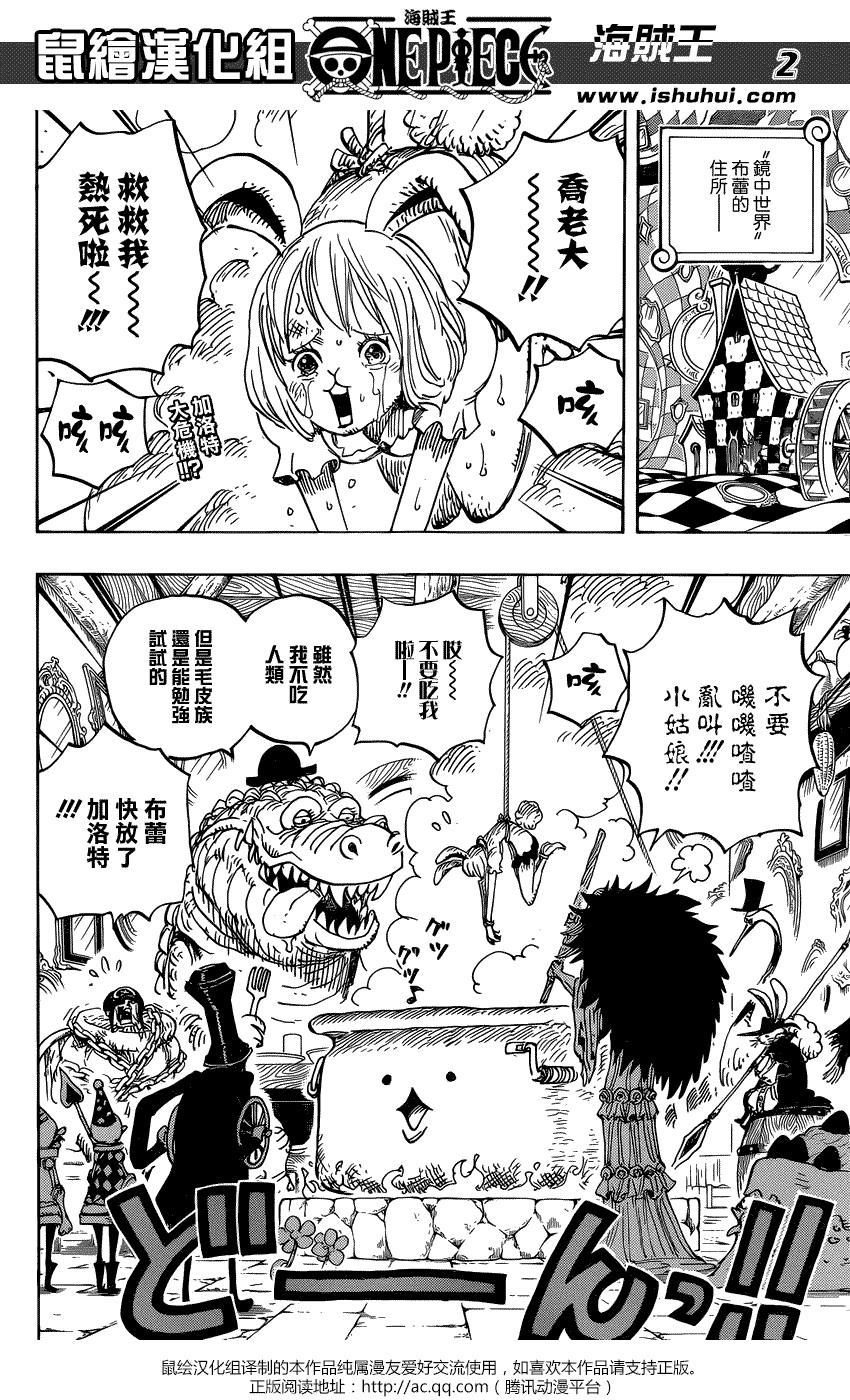 鼠繪漢化組
海賊王
ONE PIECE
海賊王
2
www.ishuhui.com
〝鏡中世界〞
布蕾的
住所——
喬老大
〜〜〜!!
救救我〜〜
熱死啦〜〜!!!
咳
咳
加洛特
大危機!!?
不要
嘰嘰喳喳
亂叫!!!
小姑娘!!
咳
哎〜〜
不要吃我
啦—!!
雖然
我不吃
人類
但是毛皮族
還是能勉強
試試的
布蕾
快放了
加洛特
!!!
グッ
グツ♪
どーんっ!!
鼠绘汉化组译制的本作品纯属漫友爱好交流使用，如喜欢本作品请支持正版。
正版阅读地址：http://ac.qq.com（腾讯动漫平台）